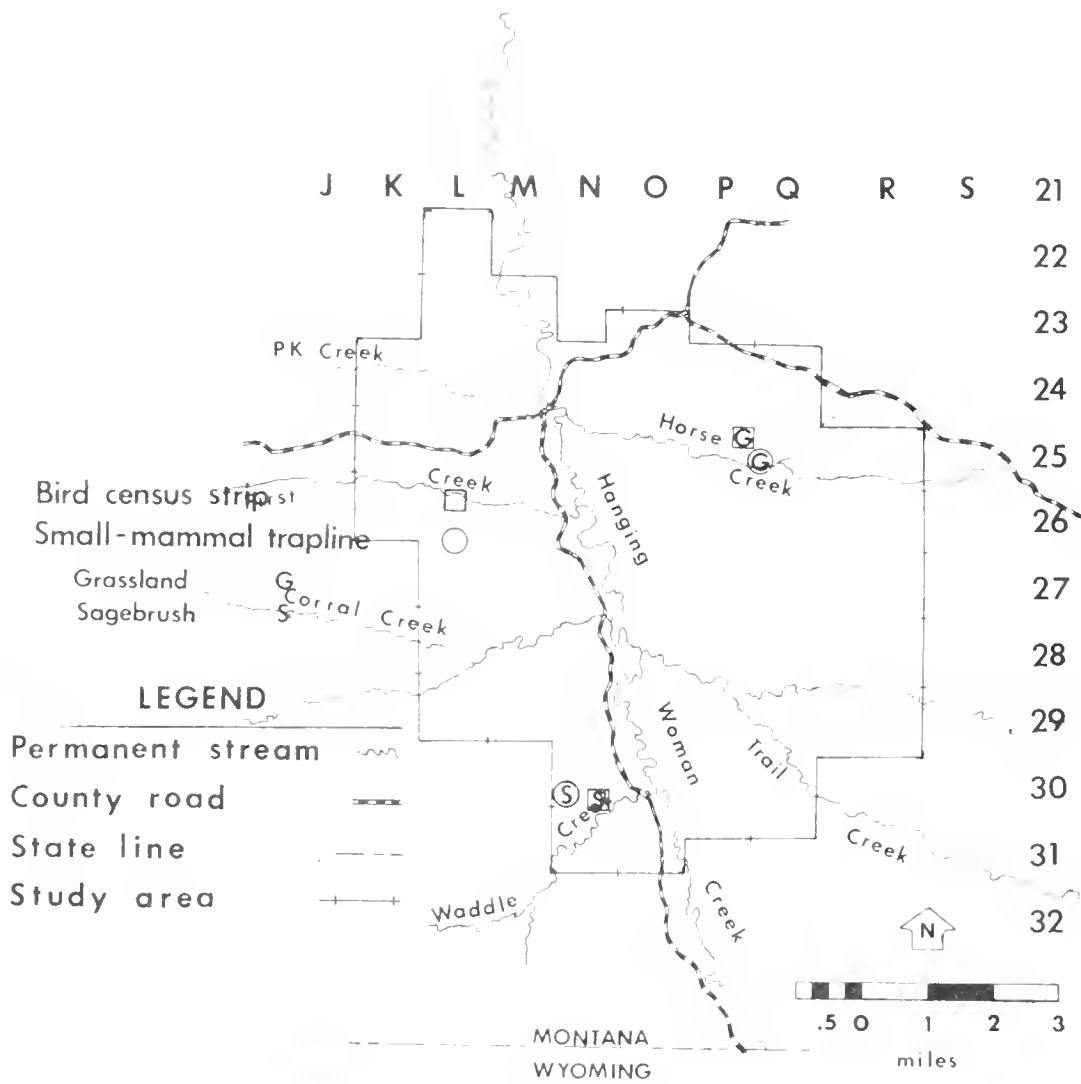 J K L M N O P Q R S 21
22
23
PK Creek
24
Horse G
25
G
Creek
Creek
Bird census strip
Hanging
26
Small-mammal trapline
Grassland G
27
Corral Creek
Sagebrush S
28
LEGEND
Woman
29
Permanent stream
Trail
County road
S S
30
Creek
State line
Creek
31
Study area
Waddle
Creek
32
N
.5 0 1 2 3
miles
MONTANA
WYOMING